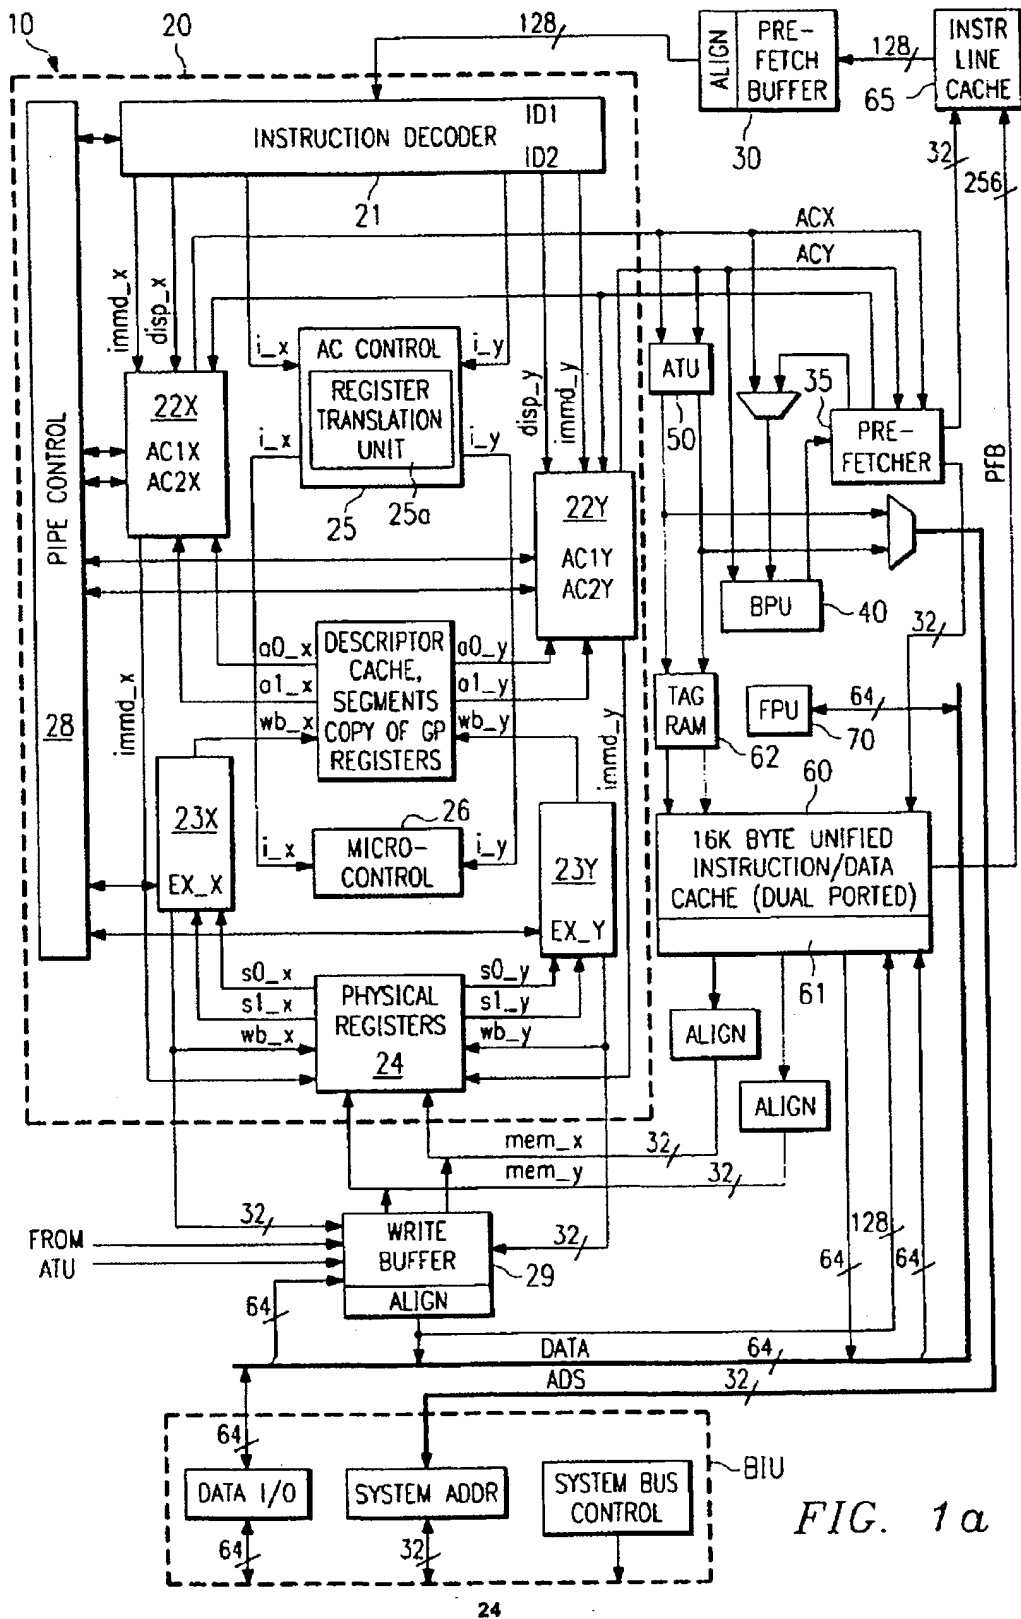 10
20
128
ALIGN
PRE-
FETCH
BUFFER
30
128
INSTR
LINE
CACHE
65
INSTRUCTION DECODER
ID1
ID2
21
32
256
ACX
ACY
immd_x
disp_x
i_x
AC CONTROL
i_y
REGISTER
TRANSLATION
UNIT
i_x
i_y
25
25a
disp_y
immd_y
ATU
50
35
PRE-
FETCHER
PFB
PIPE CONTROL
28
22X
AC1X
AC2X
22Y
AC1Y
AC2Y
BPU
40
32
immd_x
a0_x
a1_x
wb_x
DESCRIPTOR
CACHE,
SEGMENTS
COPY OF GP
REGISTERS
a0_y
a1_y
wb_y
immd_y
TAG
RAM
62
FPU
70
64
60
23X
EX_X
26
i_x
MICRO-
CONTROL
i_y
23Y
EX_Y
16K BYTE UNIFIED
INSTRUCTION/DATA
CACHE (DUAL PORTED)
61
s0_x
s1_x
wb_x
PHYSICAL
REGISTERS
24
s0_y
s1_y
wb_y
ALIGN
ALIGN
mem_x
32
mem_y
32
FROM
ATU
32
WRITE
BUFFER
ALIGN
29
32
64
128
64
64
DATA
64
ADS
32
64
DATA I/O
SYSTEM ADDR
SYSTEM BUS
CONTROL
BIU
64
32
FIG. 1a
24